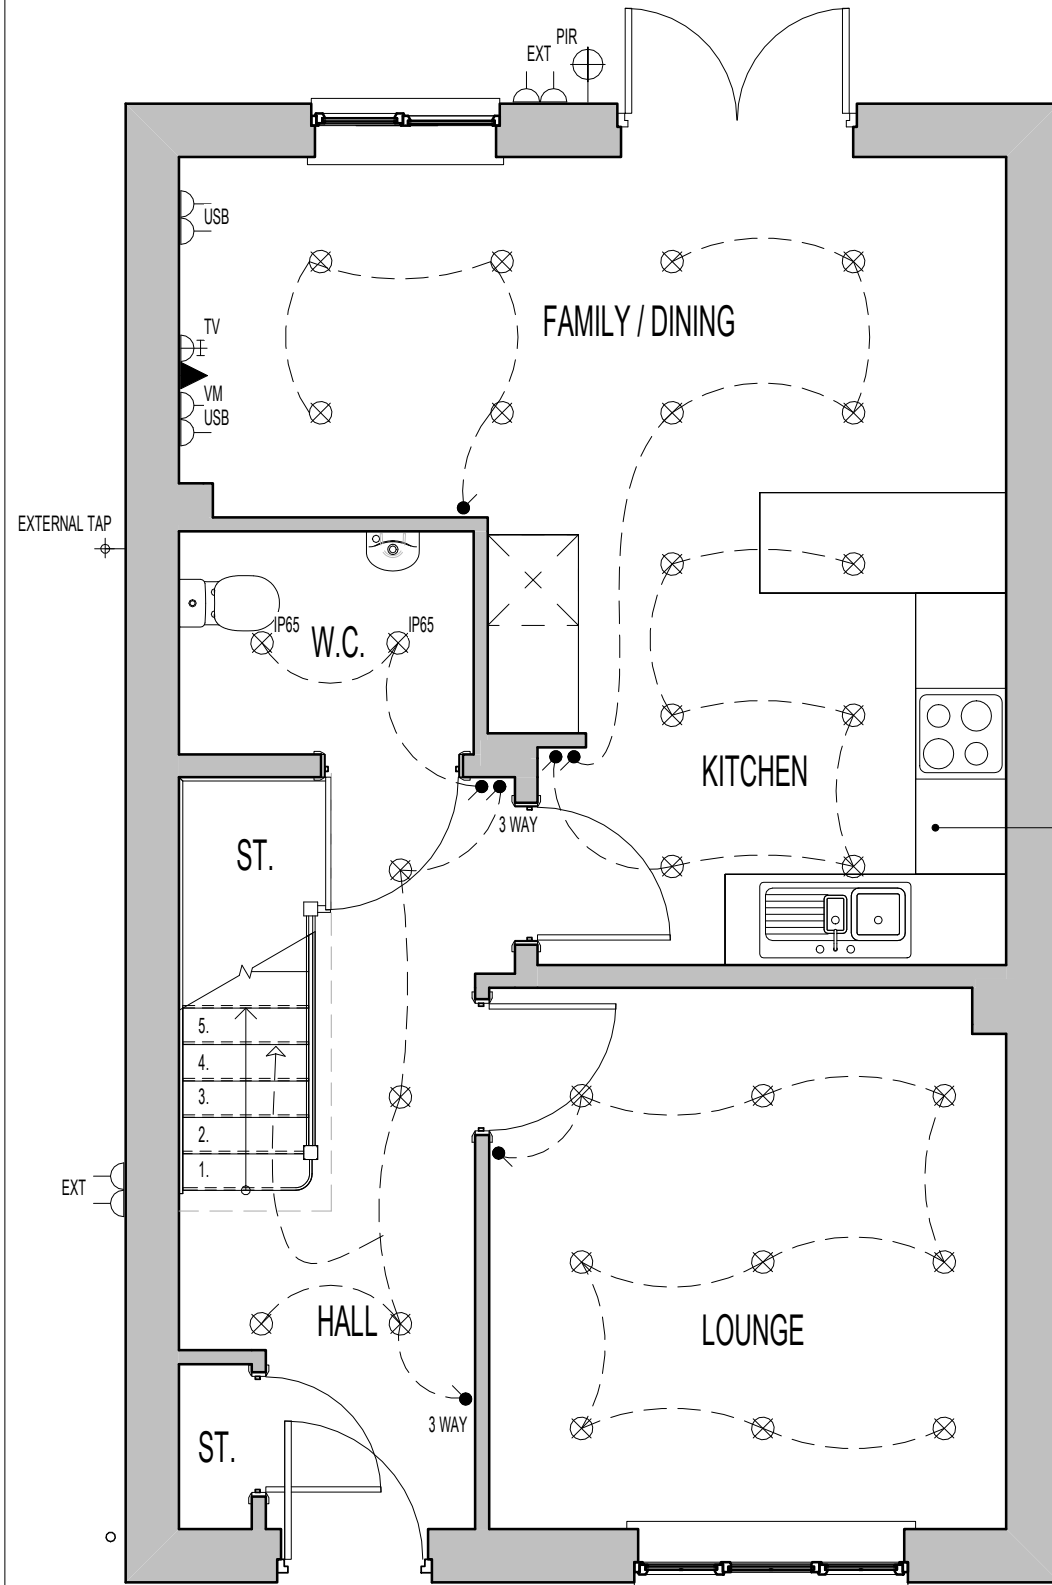 PIR
EXT
USB
FAMILY / DINING
TV
VM
USB
EXTERNAL TAP
IP65
W.C.
IP65
KITCHEN
3 WAY
ST.
5.
4.
3.
2.
1.
EXT
HALL
LOUNGE
3 WAY
ST.